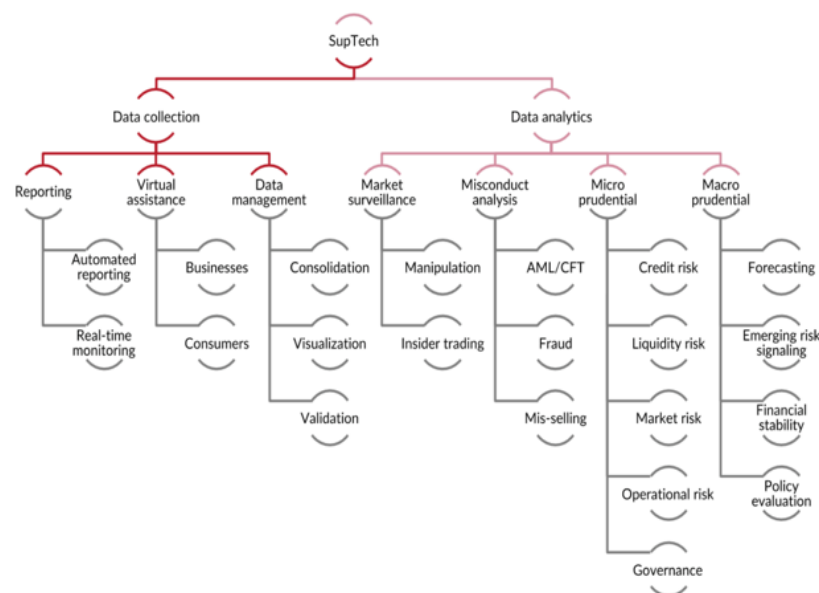 SupTech
Data collection
Data analytics
Reporting
Virtual
assistance
Data
management
Market
surveillance
Misconduct
analysis
Micro
prudential
Macro
prudential
Automated
reporting
Businesses
Consolidation
Manipulation
AML/CFT
Credit risk
Forecasting
Real-time
monitoring
Consumers
Visualization
Insider trading
Fraud
Liquidity risk
Emerging risk
signaling
Validation
Mis-selling
Market risk
Financial
stability
Operational risk
Policy
evaluation
Governance